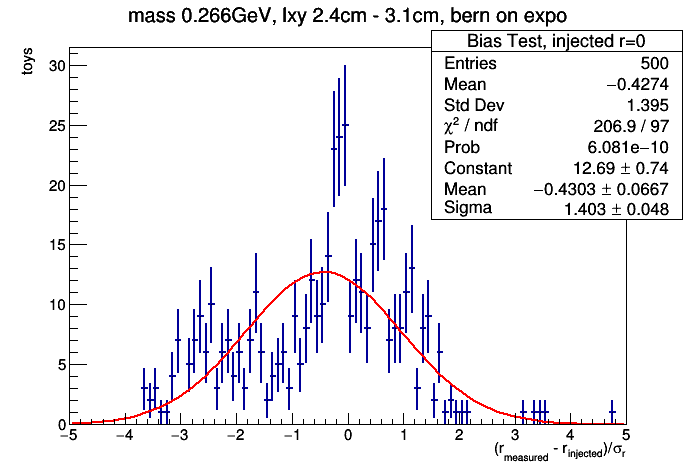 mass 0.266GeV, lxy 2.4cm - 3.1cm, bern on expo
toys
Bias Test, injected r=0
Entries 500
Mean −0.4274
Std Dev 1.395
χ² / ndf 206.9 / 97
Prob 6.081e−10
Constant 12.69 ± 0.74
Mean −0.4303 ± 0.0667
Sigma 1.403 ± 0.048
30
25
20
15
10
5
0
−5 −4 −3 −2 −1 0 1 2 3 4 5
(r_measured - r_injected)/σ_r